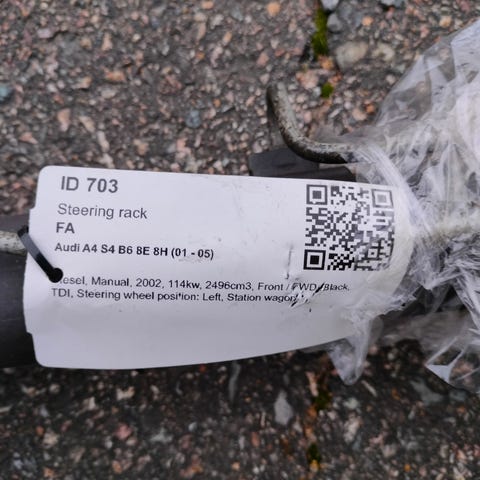 ID 703
Steering rack
FA
Audi A4 S4 B6 8E 8H (01 - 05)
Manual, 2002, 114kw, 2496cm3, Front / FWD, Black,
TDI, Steering wheel position: Left, Station wagon,